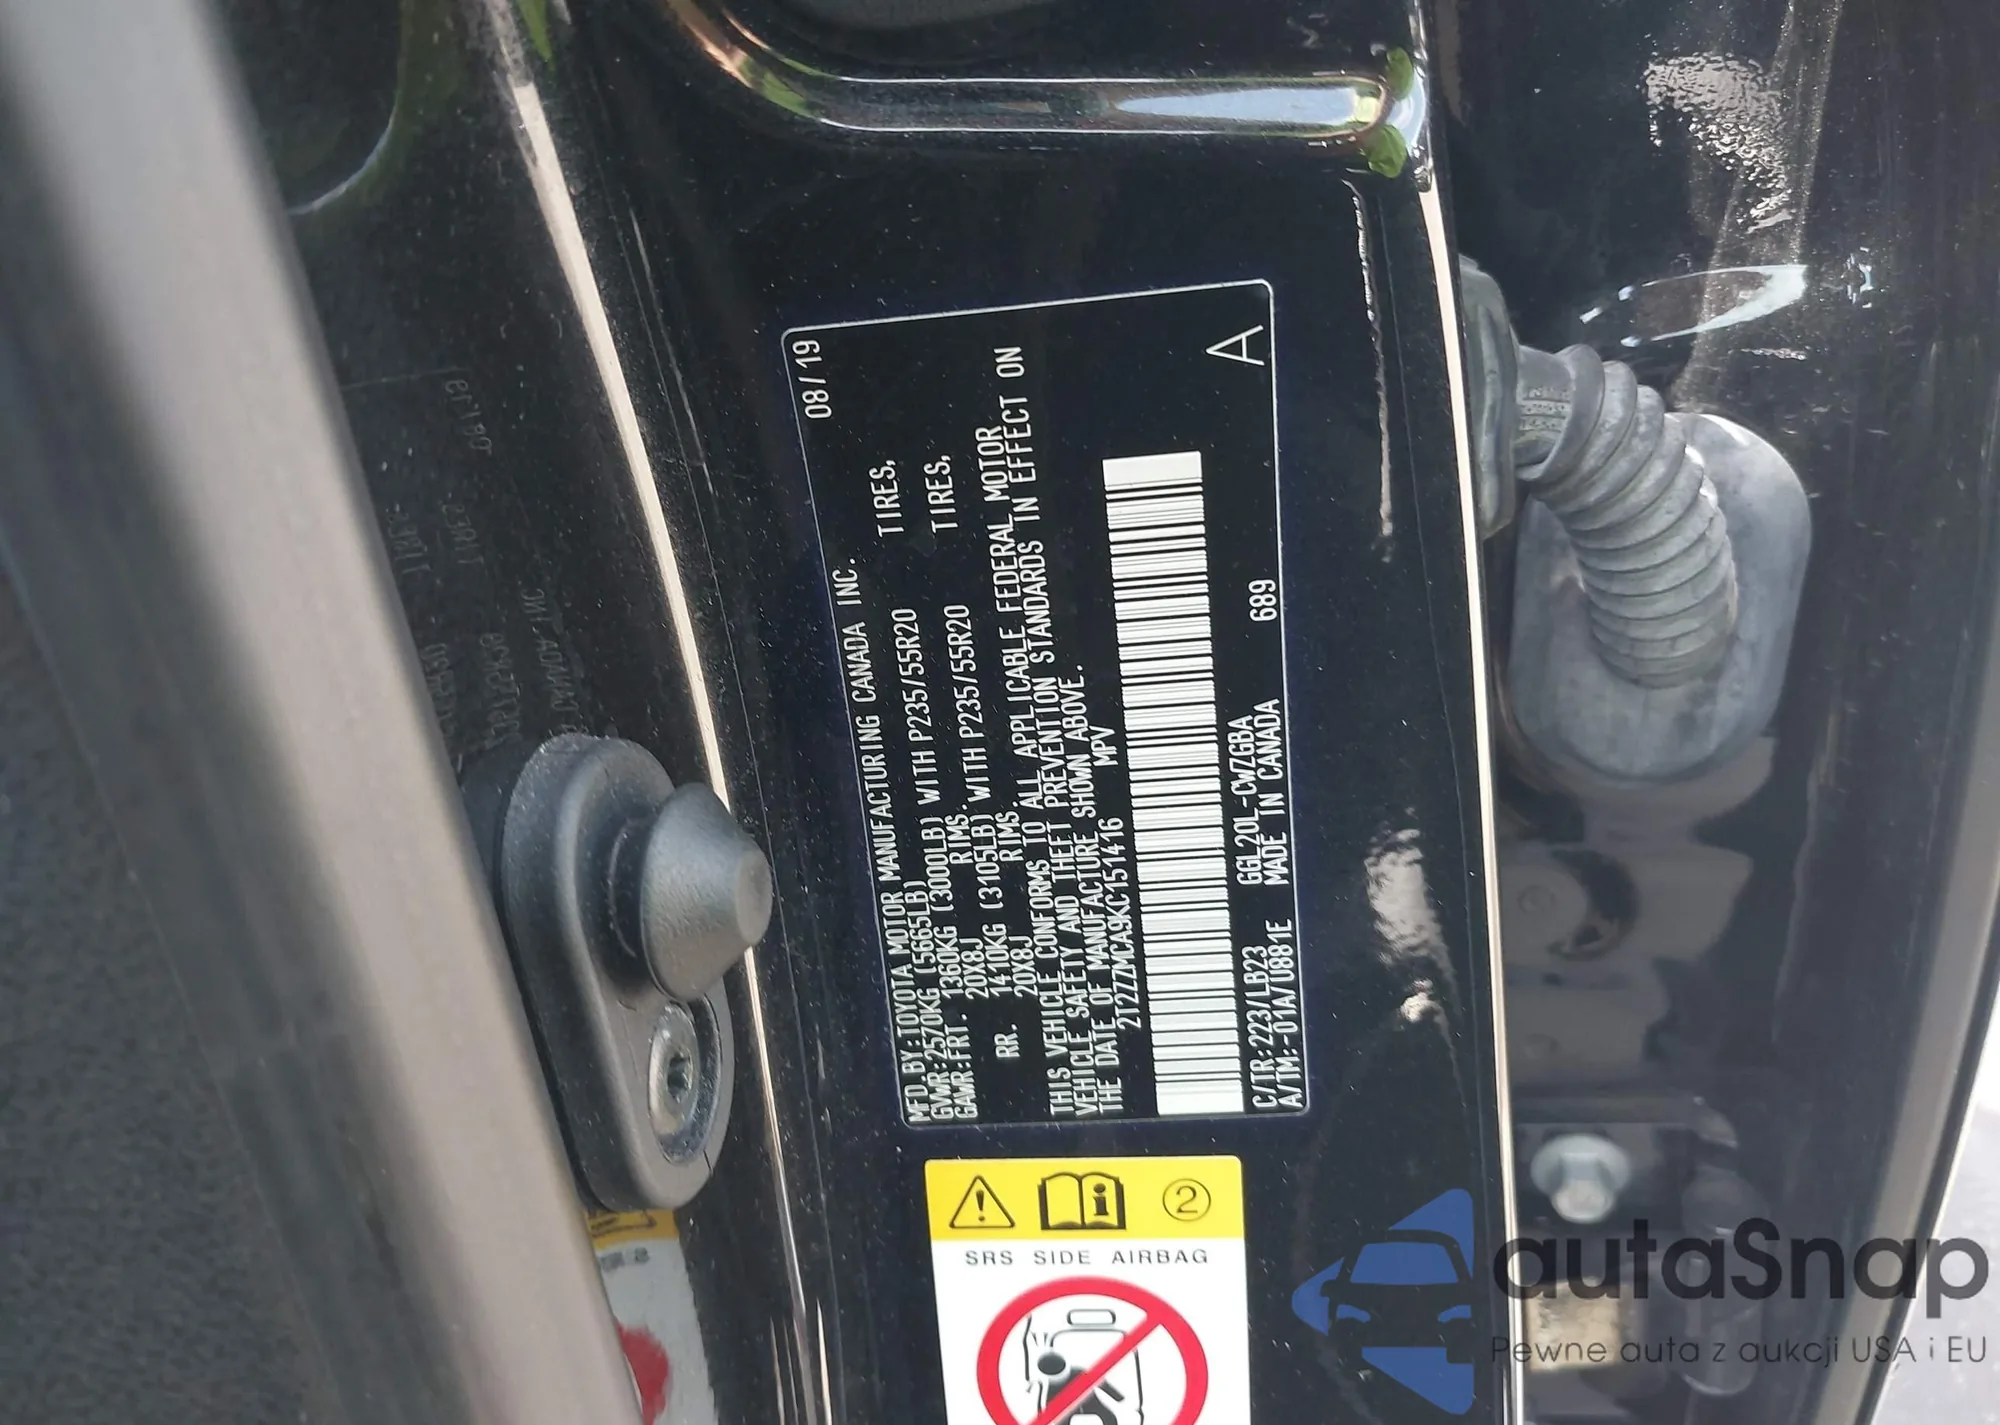 MFD.BY:TOYOTA MOTOR MANUFACTURING CANADA INC. 08/19
GVWR:2570KG (5665LB)
GAWR:FRT. 1360KG (3000LB) WITH P235/55R20 TIRES,
20X8J RIMS.
RR. 1410KG (3105LB) WITH P235/55R20 TIRES,
20X8J RIMS.
THIS VEHICLE CONFORMS TO ALL APPLICABLE FEDERAL MOTOR
VEHICLE SAFETY AND THEFT PREVENTION STANDARDS IN EFFECT ON
THE DATE OF MANUFACTURE SHOWN ABOVE.
2T2ZZMCA9KC151416 MPV
C/TR:223/LB23 GGL20L-CWZGBA 689
A/TM:-01A/U881E MADE IN CANADA
A
2
SRS SIDE AIRBAG
autaSnap
Pewne auta z aukcji USA i EU